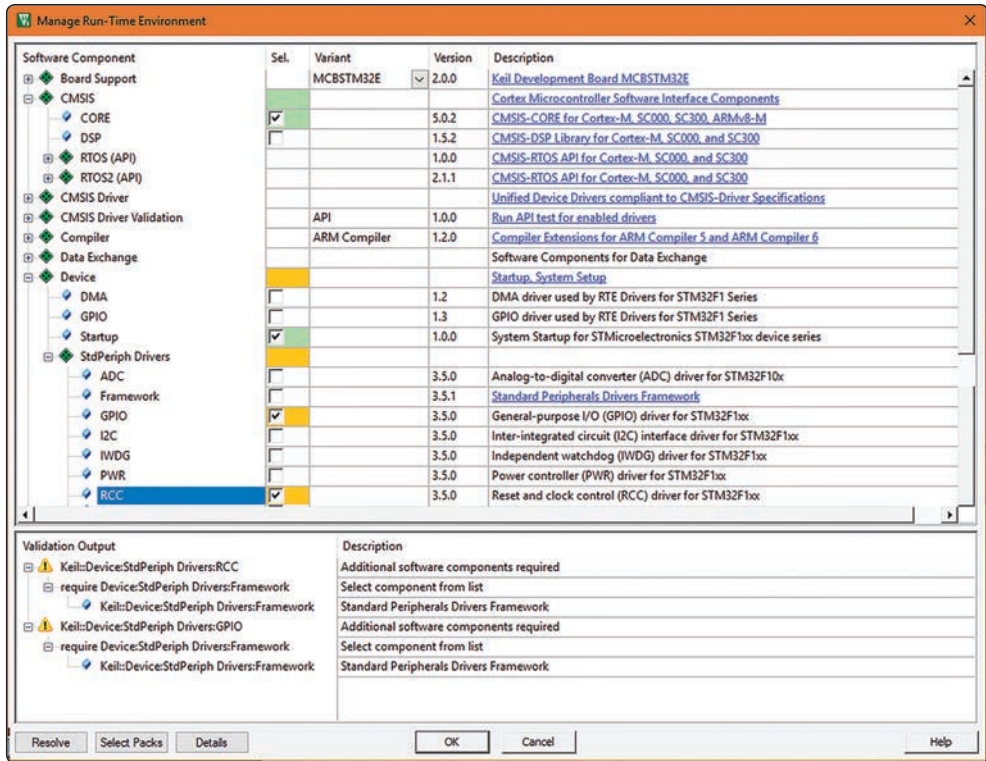 Manage Run-Time Environment
Software Component Sel. Variant Version Description
Board Support MCBSTM32E 2.0.0 Keil Development Board MCBSTM32E
CMSIS Cortex Microcontroller Software Interface Components
CORE 5.0.2 CMSIS-CORE for Cortex-M, SC000, SC300, ARMv8-M
DSP 1.5.2 CMSIS-DSP Library for Cortex-M, SC000, and SC300
RTOS (API) 1.0.0 CMSIS-RTOS API for Cortex-M, SC000, and SC300
RTOS2 (API) 2.1.1 CMSIS-RTOS API for Cortex-M, SC000, and SC300
CMSIS Driver Unified Device Drivers compliant to CMSIS-Driver Specifications
CMSIS Driver Validation API 1.0.0 Run API test for enabled drivers
Compiler ARM Compiler 1.2.0 Compiler Extensions for ARM Compiler 5 and ARM Compiler 6
Data Exchange Software Components for Data Exchange
Device Startup, System Setup
DMA 1.2 DMA driver used by RTE Drivers for STM32F1 Series
GPIO 1.3 GPIO driver used by RTE Drivers for STM32F1 Series
Startup 1.0.0 System Startup for STMicroelectronics STM32F1xx device series
StdPeriph Drivers
ADC 3.5.0 Analog-to-digital converter (ADC) driver for STM32F10x
Framework 3.5.1 Standard Peripherals Drivers Framework
GPIO 3.5.0 General-purpose I/O (GPIO) driver for STM32F1xx
I2C 3.5.0 Inter-integrated circuit (I2C) interface driver for STM32F1xx
IWDG 3.5.0 Independent watchdog (IWDG) driver for STM32F1xx
PWR 3.5.0 Power controller (PWR) driver for STM32F1xx
RCC 3.5.0 Reset and clock control (RCC) driver for STM32F1xx
Validation Output Description
Keil::Device:StdPeriph Drivers:RCC Additional software components required
require Device:StdPeriph Drivers:Framework Select component from list
Keil::Device:StdPeriph Drivers:Framework Standard Peripherals Drivers Framework
Keil::Device:StdPeriph Drivers:GPIO Additional software components required
require Device:StdPeriph Drivers:Framework Select component from list
Keil::Device:StdPeriph Drivers:Framework Standard Peripherals Drivers Framework
Resolve Select Packs Details OK Cancel Help